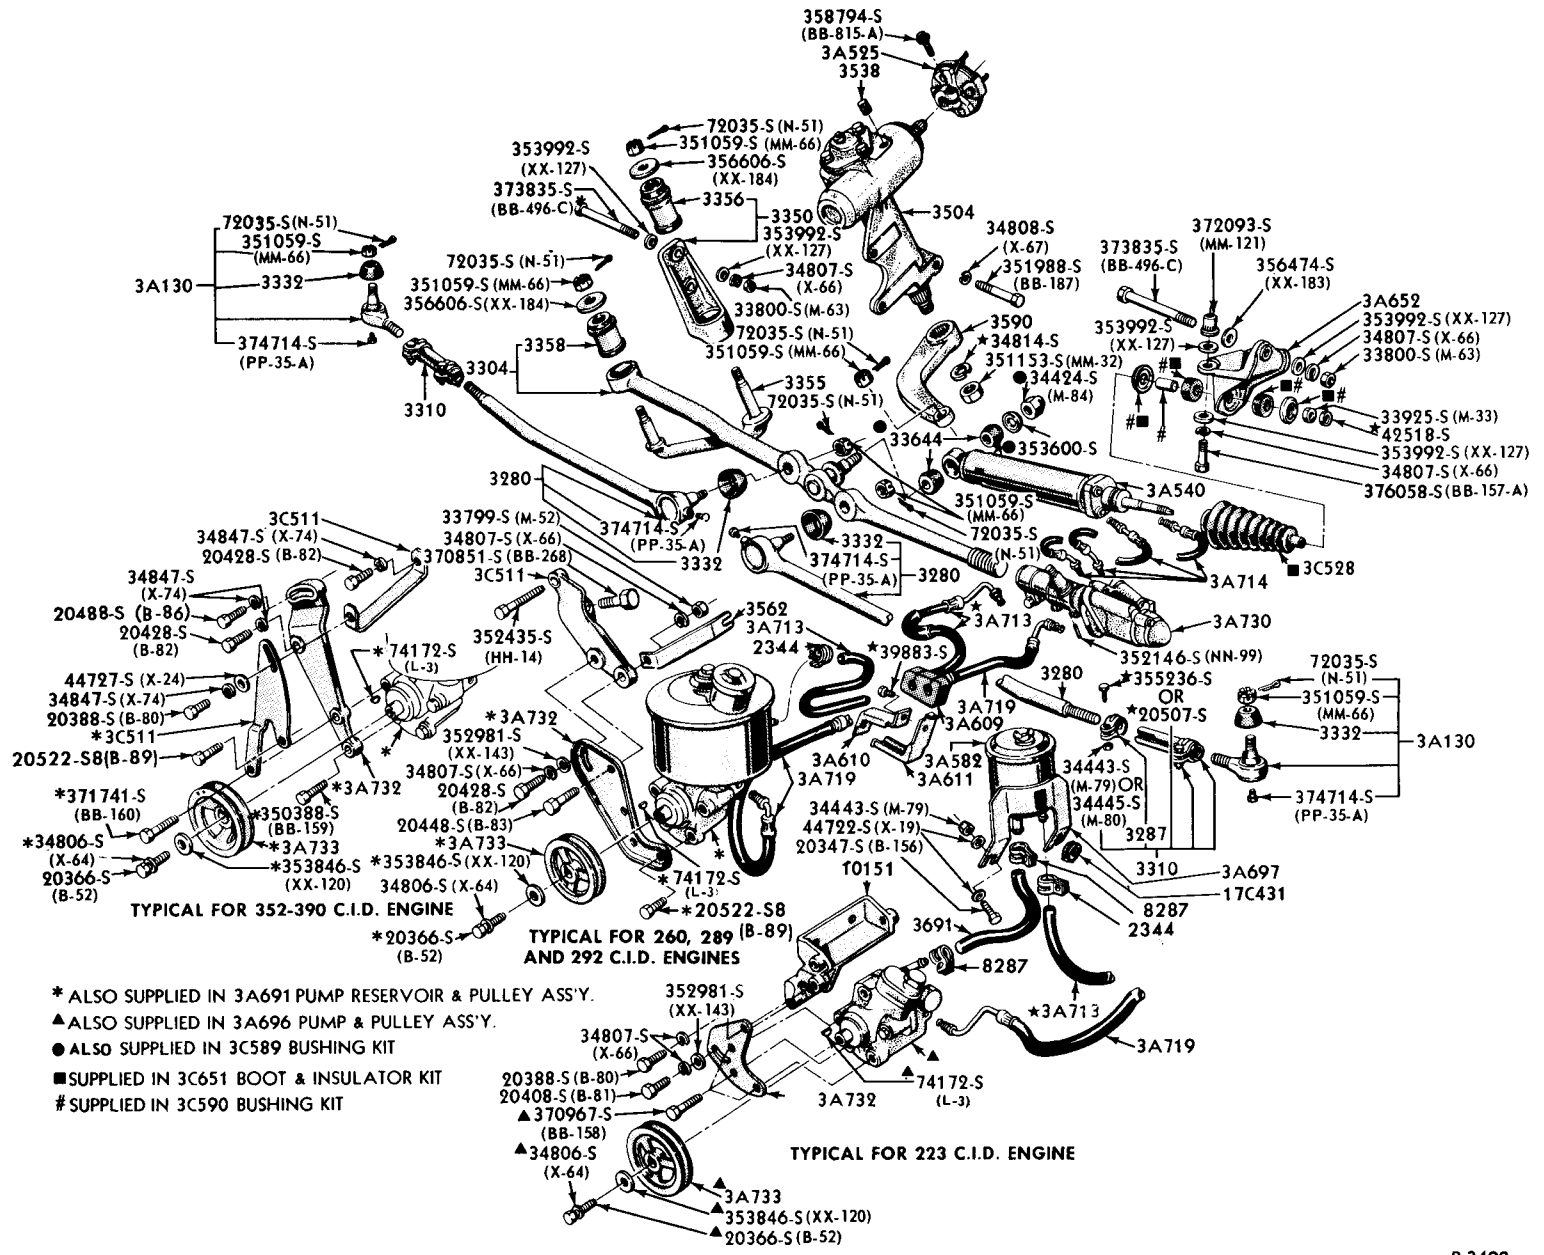 358794-S
(BB-815-A)
3A525
3538
72035-S (N-51)
351059-S (MM-66)
356606-S
(XX-184)
353992-S
(XX-127)
373835-S
(BB-496-C)
*
3356
3350
353992-S
(XX-127)
34807-S
(X-66)
33800-S (M-63)
3504
34808-S
(X-67)
351988-S
(BB-187)
372093-S
(MM-121)
373835-S
(BB-496-C)
356474-S
(XX-183)
3A652
353992-S (XX-127)
34807-S (X-66)
33800-S (M-63)
353992-S
(XX-127)
#■
■#
■#
#■
#
33925-S (M-33)
★42518-S
353992-S (XX-127)
34807-S (X-66)
376058-S (BB-157-A)
72035-S (N-51)
351059-S
(MM-66)
3332
3A130
374714-S
(PP-35-A)
3310
72035-S (N-51)
351059-S (MM-66)
356606-S (XX-184)
3358
3304
72035-S (N-51)
351059-S (MM-66)
3355
72035-S (N-51)
3590
★34814-S
351153-S (MM-32)
●34424-S
(M-84)
33644
●353600-S
3A540
351059-S
(MM-66)
72035-S
(N-51)
3280
374714-S
(PP-35-A)
3332
3332
374714-S
(PP-35-A)
3280
3A714
■3C528
3A730
352146-S (NN-99)
33799-S (M-52)
34807-S (X-66)
370851-S (BB-268)
3C511
352435-S
(HH-14)
3562
3A713
2344
★39883-S
★
3A713
3A719
3A609
3A610
3A611
3A719
3C511
34847-S
(X-74)
20428-S (B-82)
34847-S
(X-74)
20488-S (B-86)
20428-S
(B-82)
44727-S (X-24)
34847-S (X-74)
20388-S (B-80)
*3C511
20522-S8 (B-89)
*74172-S
(L-3)
*
*3A732
*371741-S
(BB-160)
*34806-S
(X-64)
20366-S
(B-52)
*350388-S
(BB-159)
*3A733
*353846-S
(XX-120)
TYPICAL FOR 352-390 C.I.D. ENGINE
*3A732
352981-S
(XX-143)
34807-S (X-66)
20428-S
(B-82)
20448-S (B-83)
*3A733
*353846-S (XX-120)
34806-S (X-64)
*20366-S
(B-52)
*
*74172-S
(L-3)
*20522-S8
(B-89)
TYPICAL FOR 260, 289
AND 292 C.I.D. ENGINES
3280
★355236-S
OR
★20507-S
72035-S
(N-51)
351059-S
(MM-66)
3332
3A130
374714-S
(PP-35-A)
3A582
34443-S
(M-79) OR
34445-S
(M-80)
3287
3310
3A697
17C431
8287
2344
34443-S (M-79)
44722-S (X-19)
20347-S (B-156)
10151
3691
8287
★3A713
3A719
* ALSO SUPPLIED IN 3A691 PUMP RESERVOIR & PULLEY ASS'Y.
▲ ALSO SUPPLIED IN 3A696 PUMP & PULLEY ASS'Y.
● ALSO SUPPLIED IN 3C589 BUSHING KIT
■ SUPPLIED IN 3C651 BOOT & INSULATOR KIT
# SUPPLIED IN 3C590 BUSHING KIT
352981-S
(XX-143)
34807-S
(X-66)
20388-S (B-80)
20408-S (B-81)
▲370967-S
(BB-158)
▲34806-S
(X-64)
3A732
▲
▲74172-S
(L-3)
▲
3A733
▲353846-S (XX-120)
▲20366-S (B-52)
TYPICAL FOR 223 C.I.D. ENGINE